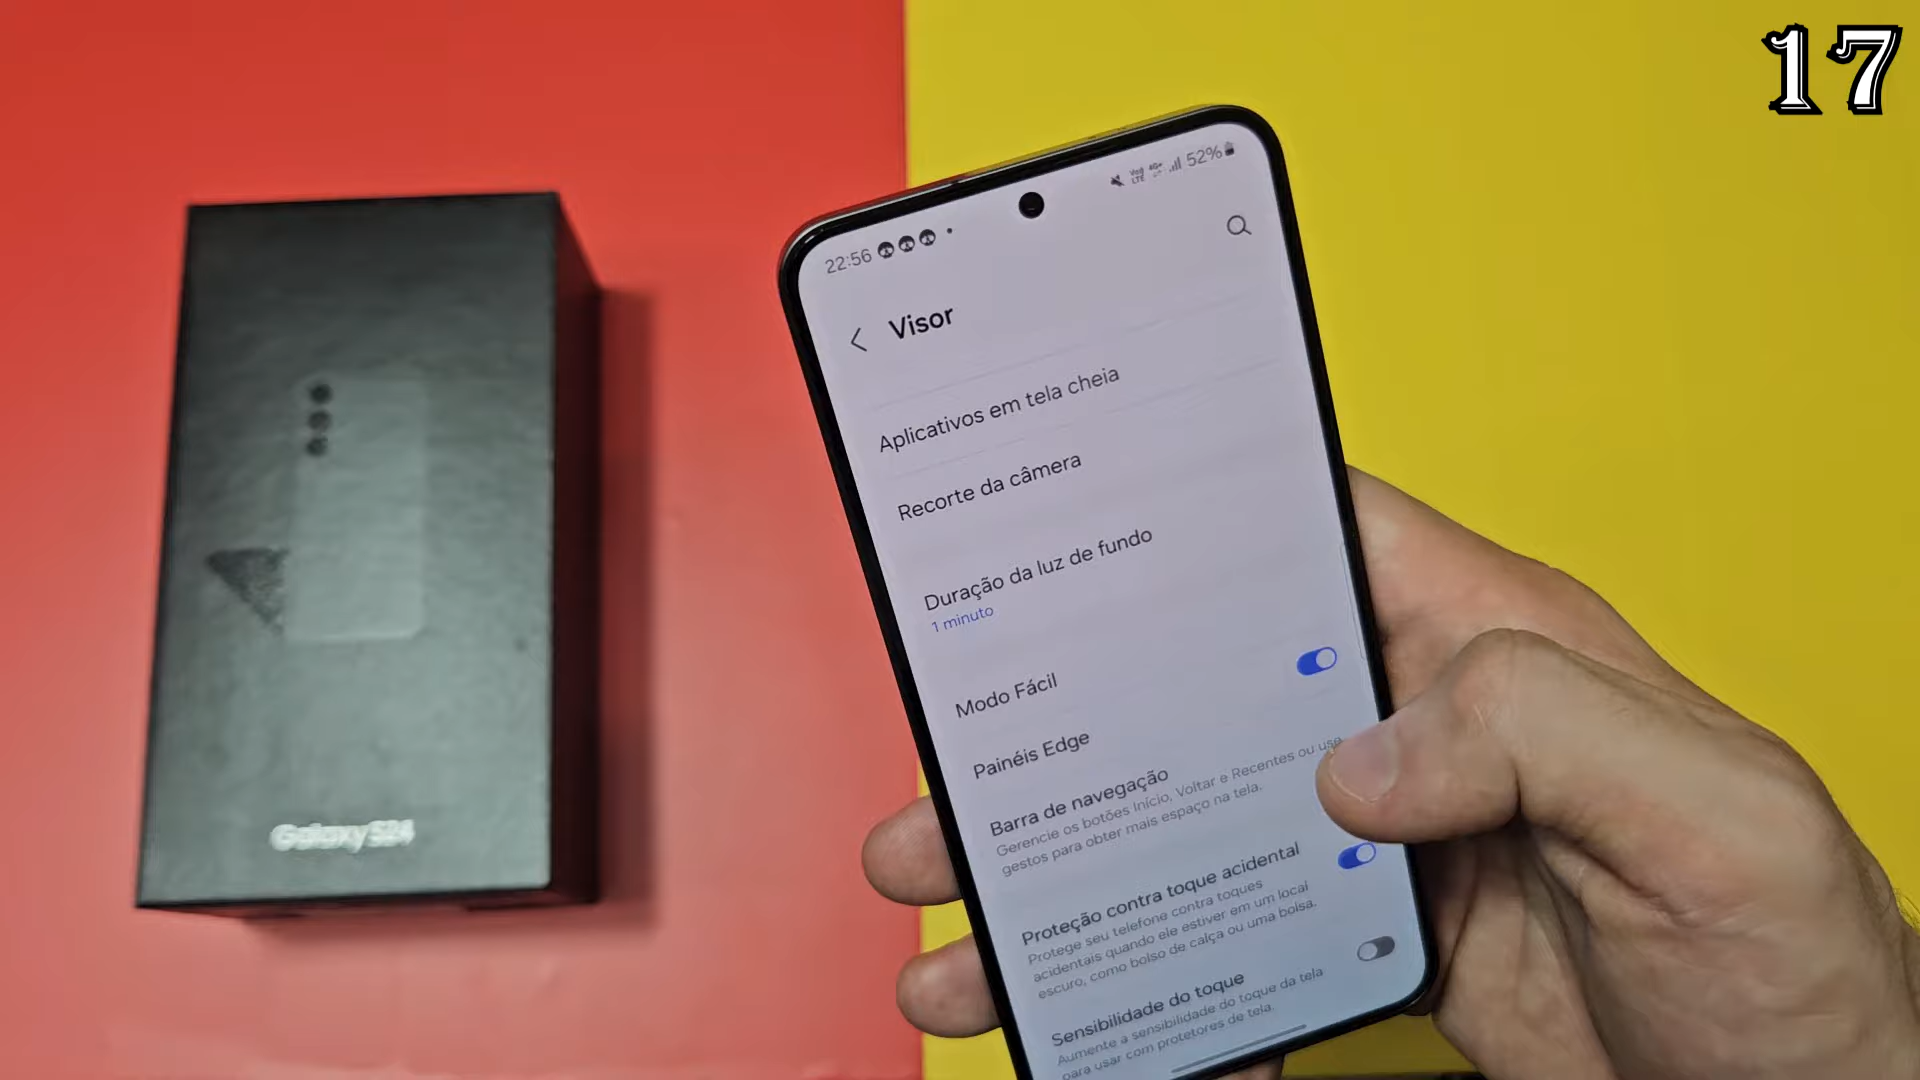 17
22:56
Vo))
LTE
4G+
52%
Visor
Aplicativos em tela cheia
Recorte da câmera
Duração da luz de fundo
1 minuto
Modo Fácil
Painéis Edge
Barra de navegação
Gerencie os botões Início, Voltar e Recentes ou use
gestos para obter mais espaço na tela.
Proteção contra toque acidental
Protege seu telefone contra toques
acidentais quando ele estiver em um local
escuro, como bolso de calça ou uma bolsa.
Sensibilidade do toque
Aumente a sensibilidade do toque da tela
para usar com protetores de tela.
Galaxy S24